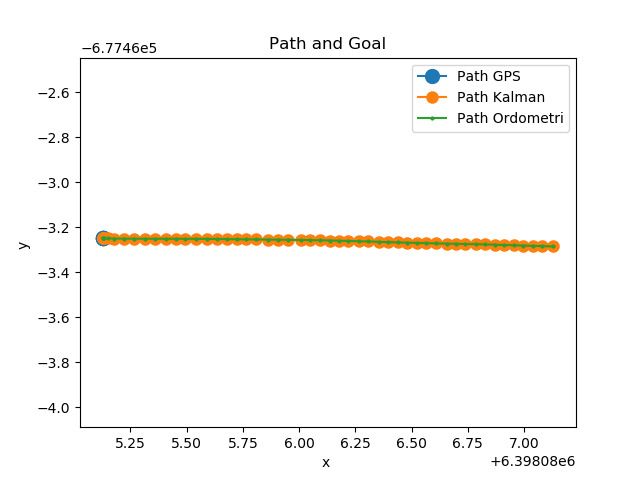 Path and Goal
−6.7746e5
Path GPS
Path Kalman
Path Ordometri
−2.6
−2.8
−3.0
−3.2
−3.4
−3.6
−3.8
−4.0
y
5.25 5.50 5.75 6.00 6.25 6.50 6.75 7.00
x
+6.39808e6